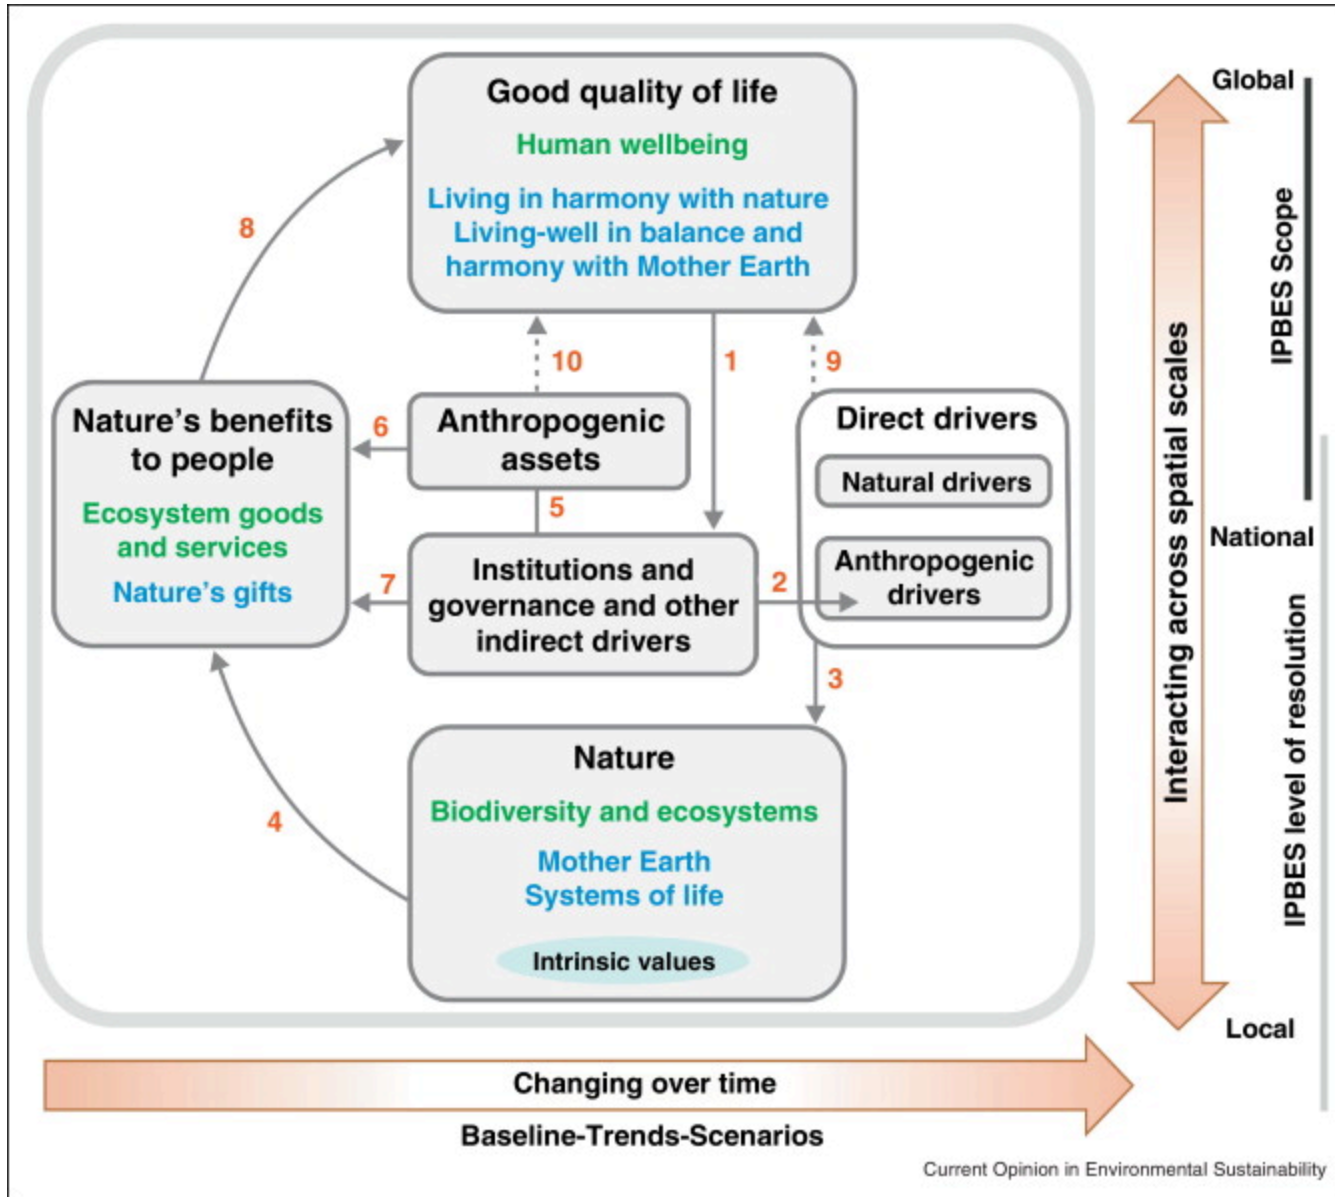 Good quality of life
Human wellbeing
Living in harmony with nature
Living-well in balance and
harmony with Mother Earth
8
10
1
9
Nature's benefits
to people
Ecosystem goods
and services
Nature's gifts
6
Anthropogenic
assets
5
7
Institutions and
governance and other
indirect drivers
2
Direct drivers
Natural drivers
Anthropogenic
drivers
3
4
Nature
Biodiversity and ecosystems
Mother Earth
Systems of life
Intrinsic values
Interacting across spatial scales
Global
IPBES Scope
National
IPBES level of resolution
Local
Changing over time
Baseline-Trends-Scenarios
Current Opinion in Environmental Sustainability